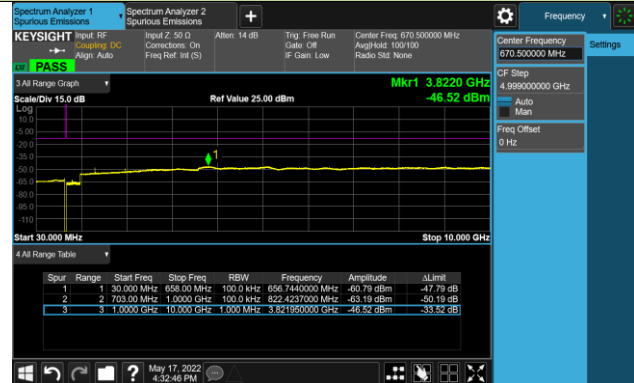 Spectrum Analyzer 1
Spurious Emissions
Spectrum Analyzer 2
Spurious Emissions
Frequency
KEYSIGHT
Input: RF
Coupling: DC
Align: Auto
Input Z: 50 Ω
Corrections: On
Freq Ref: Int (S)
Atten: 14 dB
Trig: Free Run
Gate: Off
IF Gain: Low
Center Freq: 670.500000 MHz
Avg|Hold: 100/100
Radio Std: None
PASS
Center Frequency
670.500000 MHz
Settings
CF Step
4.999000000 GHz
Auto
Man
Freq Offset
0 Hz
3 All Range Graph
Mkr1 3.8220 GHz
-46.52 dBm
Scale/Div 15.0 dB
Ref Value 25.00 dBm
Log
10.0
-5.00
-20.0
-35.0
-50.0
-65.0
-80.0
-95.0
-110
1
Start 30.000 MHz
Stop 10.000 GHz
4 All Range Table
Spur Range Start Freq Stop Freq RBW Frequency Amplitude ΔLimit
1 1 30.000 MHz 658.00 MHz 100.0 kHz 656.7440000 MHz -60.79 dBm -47.79 dB
2 2 703.00 MHz 1.0000 GHz 100.0 kHz 822.4237000 MHz -63.19 dBm -50.19 dB
3 3 1.0000 GHz 10.000 GHz 1.000 MHz 3.821950000 GHz -46.52 dBm -33.52 dB
May 17, 2022
4:32:46 PM